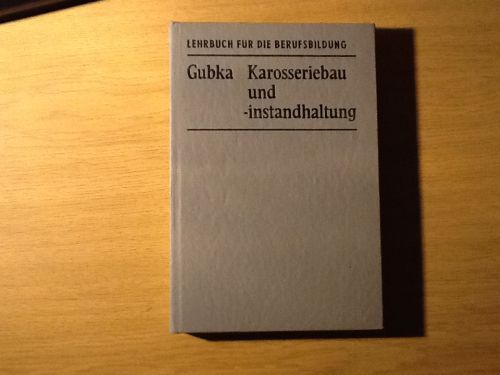 LEHRBUCH FÜR DIE BERUFSBILDUNG
Gubka Karosseriebau
und
-instandhaltung